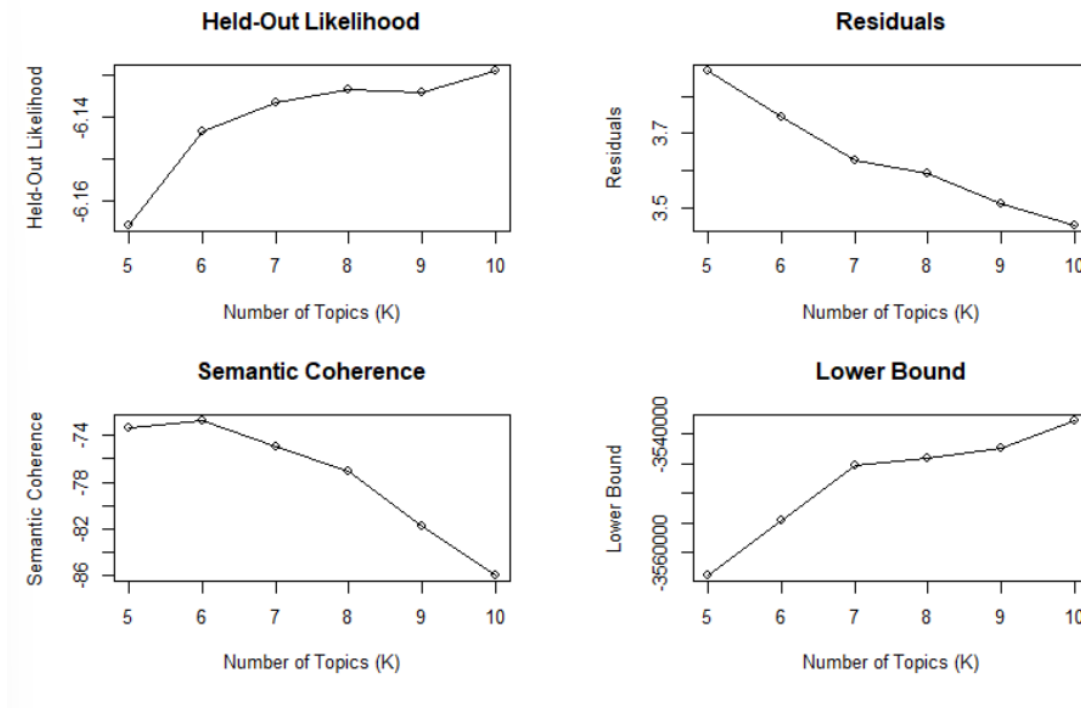 Held-Out Likelihood
Held-Out Likelihood
-6.14
-6.16
5 6 7 8 9 10
Number of Topics (K)
Residuals
Residuals
3.7
3.5
5 6 7 8 9 10
Number of Topics (K)
Semantic Coherence
Semantic Coherence
-74
-78
-82
-86
5 6 7 8 9 10
Number of Topics (K)
Lower Bound
Lower Bound
-3540000
-3560000
5 6 7 8 9 10
Number of Topics (K)